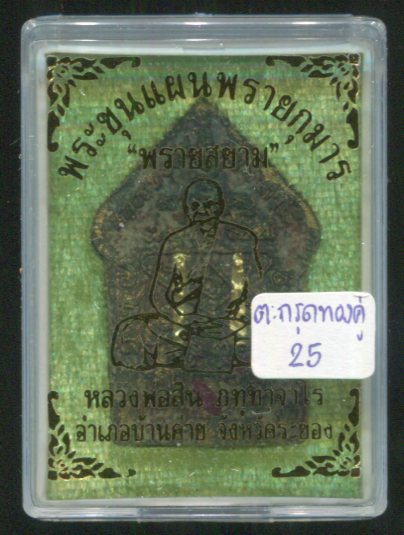 พระขุนแผนพรายกุมาร
“พรายสยาม”
ตะกรุดทองคู่
25
หลวงพ่อสิน ภทฺทาจาโร
อำเภอบ้านค่าย จังหวัดระยอง